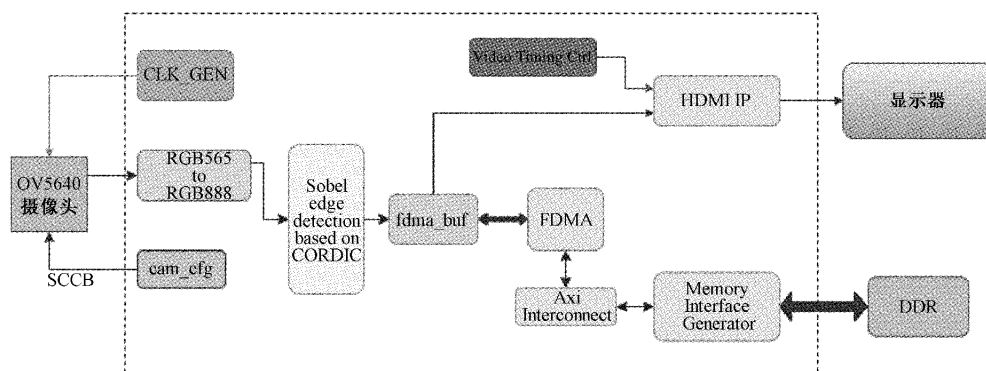 CLK_GEN
Video Timing Ctrl
HDMI IP
显示器
OV5640
摄像头
RGB565
to
RGB888
Sobel
edge
detection
based on
CORDIC
fdma_buf
FDMA
cam_cfg
SCCB
Axi
Interconnect
Memory
Interface
Generator
DDR